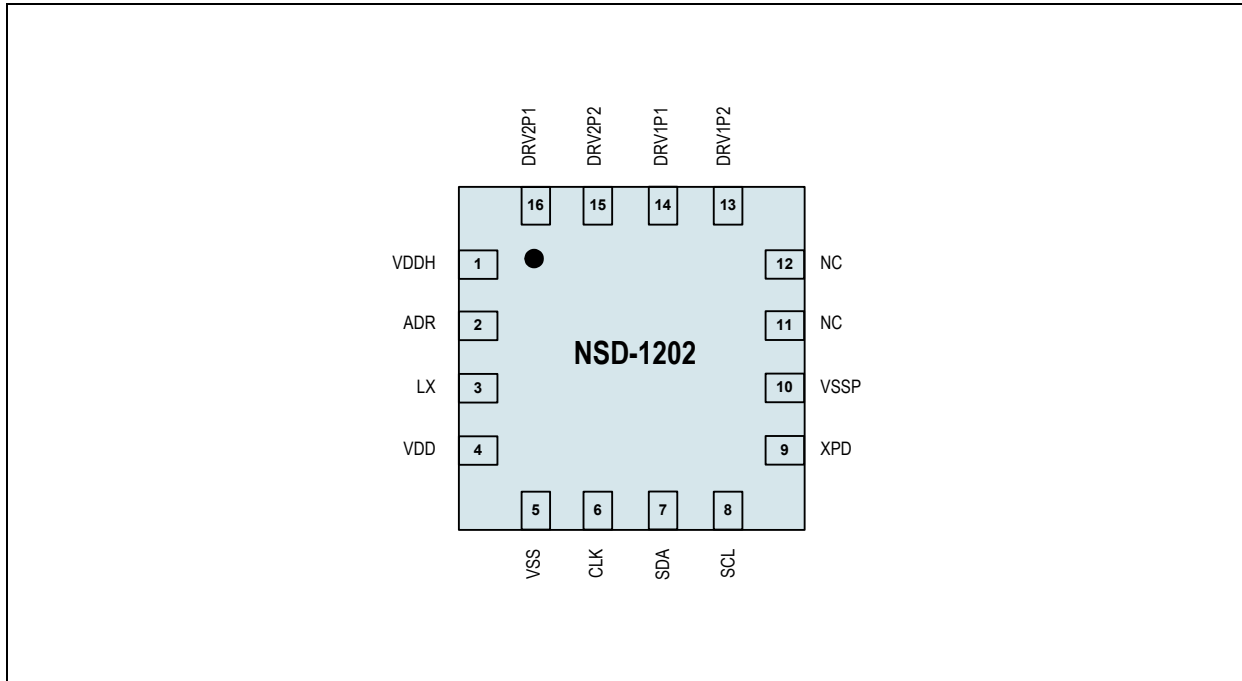 DRV2P1
DRV2P2
DRV1P1
DRV1P2
16
15
14
13
VDDH
1
12
NC
ADR
2
11
NC
NSD-1202
LX
3
10
VSSP
VDD
4
9
XPD
5
6
7
8
VSS
CLK
SDA
SCL